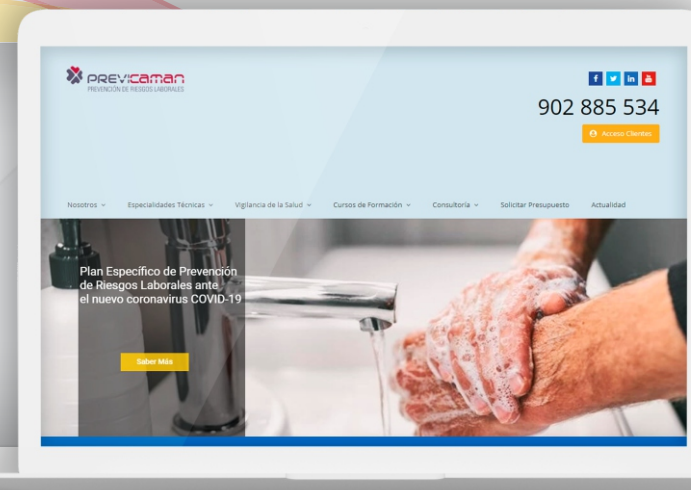 PREVICAMAN
PREVENCIÓN DE RIESGOS LABORALES
902 885 534
Acceso Clientes
Nosotros
Especialidades Técnicas
Vigilancia de la Salud
Cursos de Formación
Consultoría
Solicitar Presupuesto
Actualidad
Plan Específico de Prevención
de Riesgos Laborales ante
el nuevo coronavirus COVID-19
Saber Más